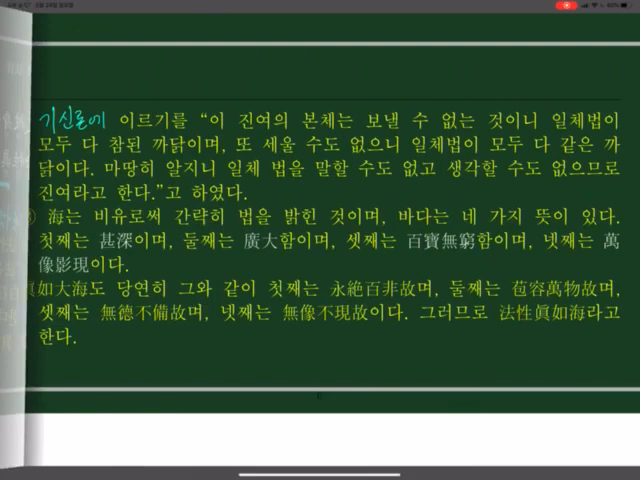 기신론에 이르기를 “이 진여의 본체는 보낼 수 없는 것이니 일체법이
모두 다 참된 까닭이며, 또 세울 수도 없으니 일체법이 모두 다 같은 까
닭이다. 마땅히 알지니 일체 법을 말할 수도 없고 생각할 수도 없으므로
진여라고 한다.”고 하였다.
海는 비유로써 간략히 법을 밝힌 것이며, 바다는 네 가지 뜻이 있다.
첫째는 甚深이며, 둘째는 廣大함이며, 셋째는 百寶無窮함이며, 넷째는 萬
像影現이다.
眞如大海도 당연히 그와 같이 첫째는 永絶百非故며, 둘째는 苞容萬物故며,
셋째는 無德不備故며, 넷째는 無像不現故이다. 그러므로 法性眞如海라고
한다.